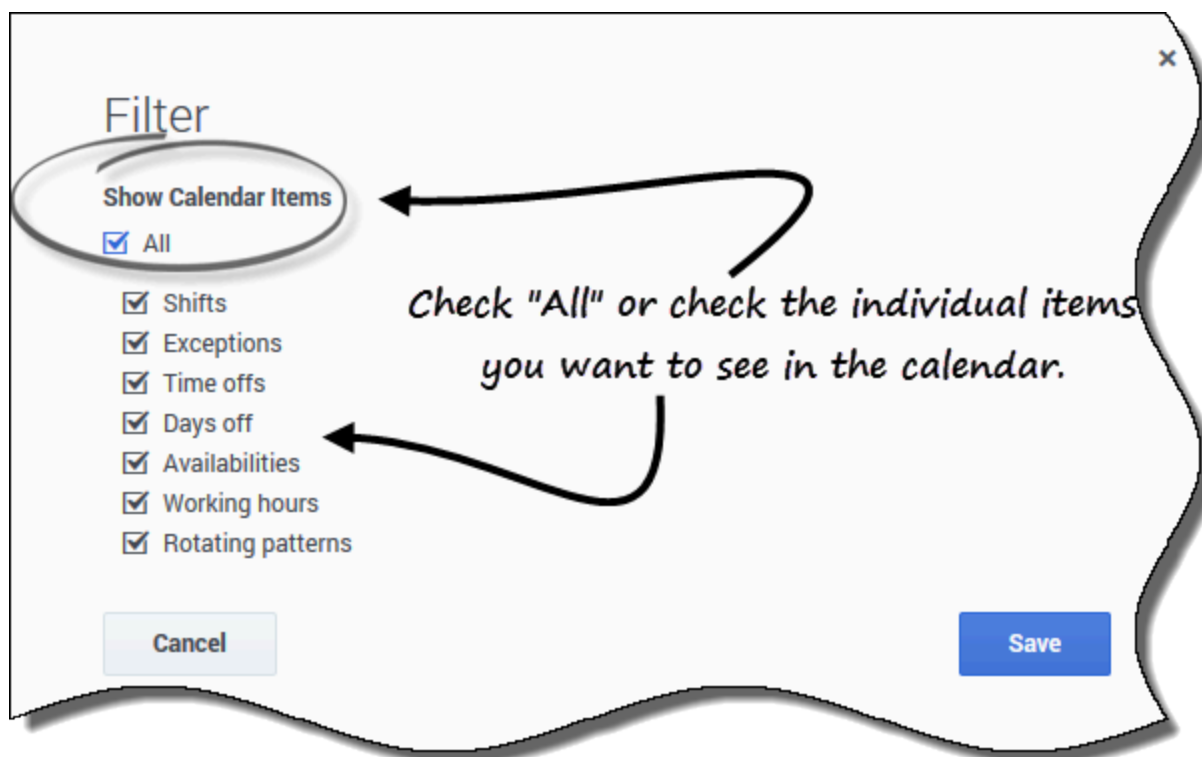 ×
Filter
Show Calendar Items
All
Shifts
Exceptions
Time offs
Days off
Availabilities
Working hours
Rotating patterns
Check "All" or check the individual items
you want to see in the calendar.
Cancel
Save